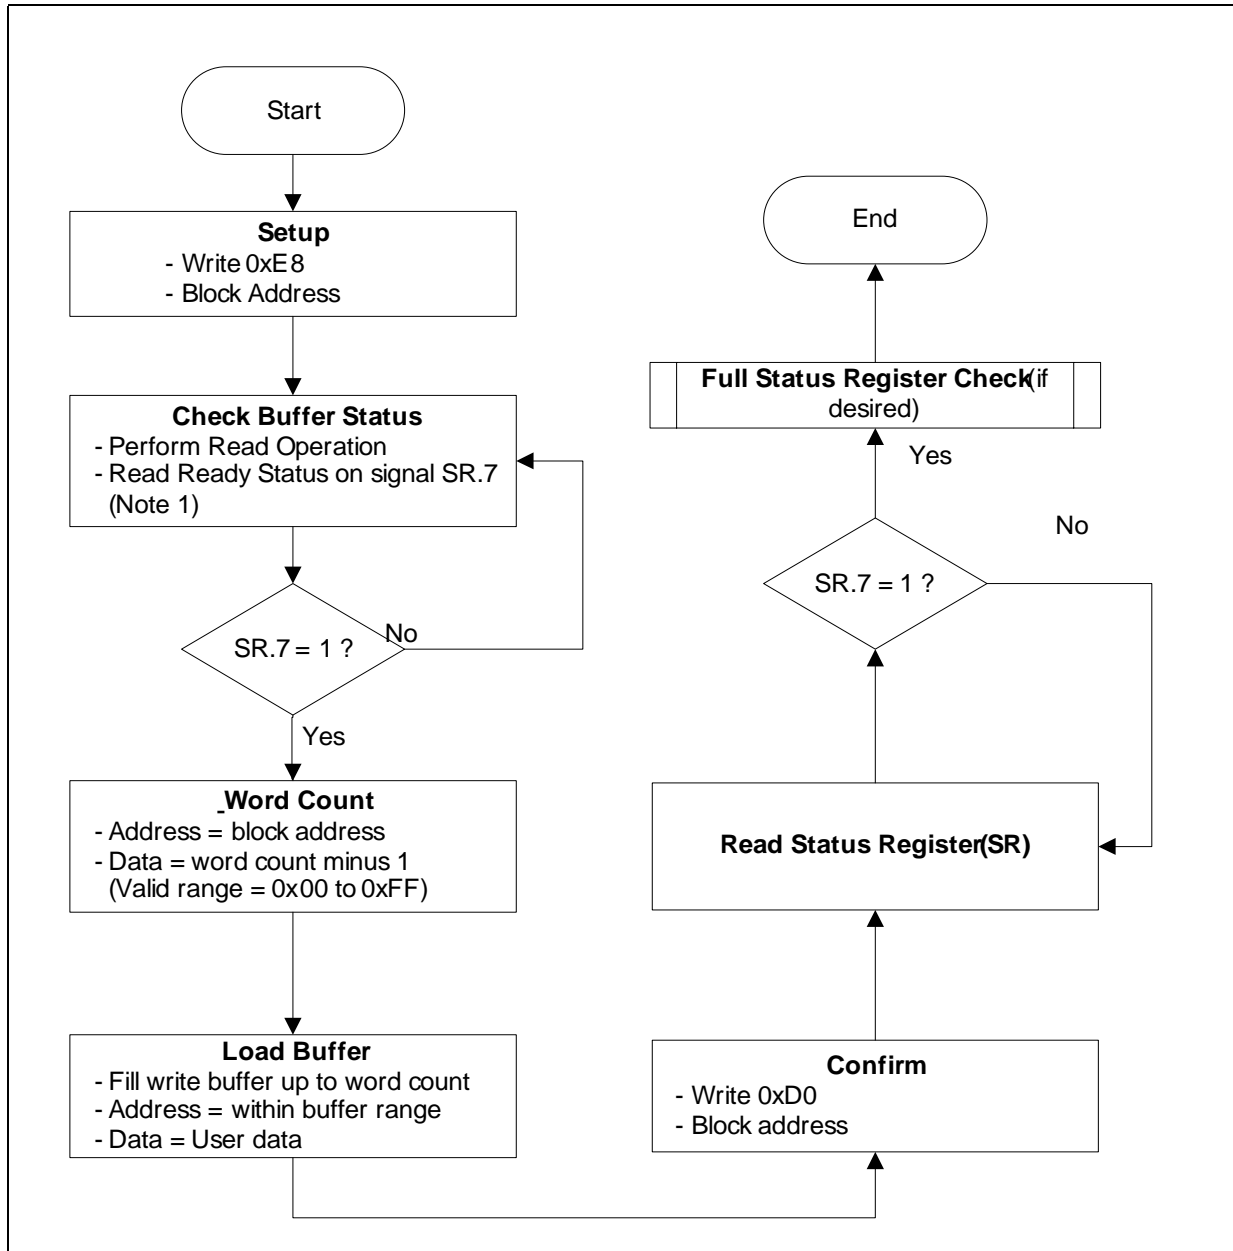 Start
Setup
- Write 0xE8
- Block Address
Check Buffer Status
- Perform Read Operation
- Read Ready Status on signal SR.7
(Note 1)
SR.7 = 1 ?
No
Yes
Word Count
- Address = block address
- Data = word count minus 1
(Valid range = 0x00 to 0xFF)
Load Buffer
- Fill write buffer up to word count
- Address = within buffer range
- Data = User data
End
Full Status Register Check (if
desired)
Yes
No
SR.7 = 1 ?
Read Status Register (SR)
Confirm
- Write 0xD0
- Block address